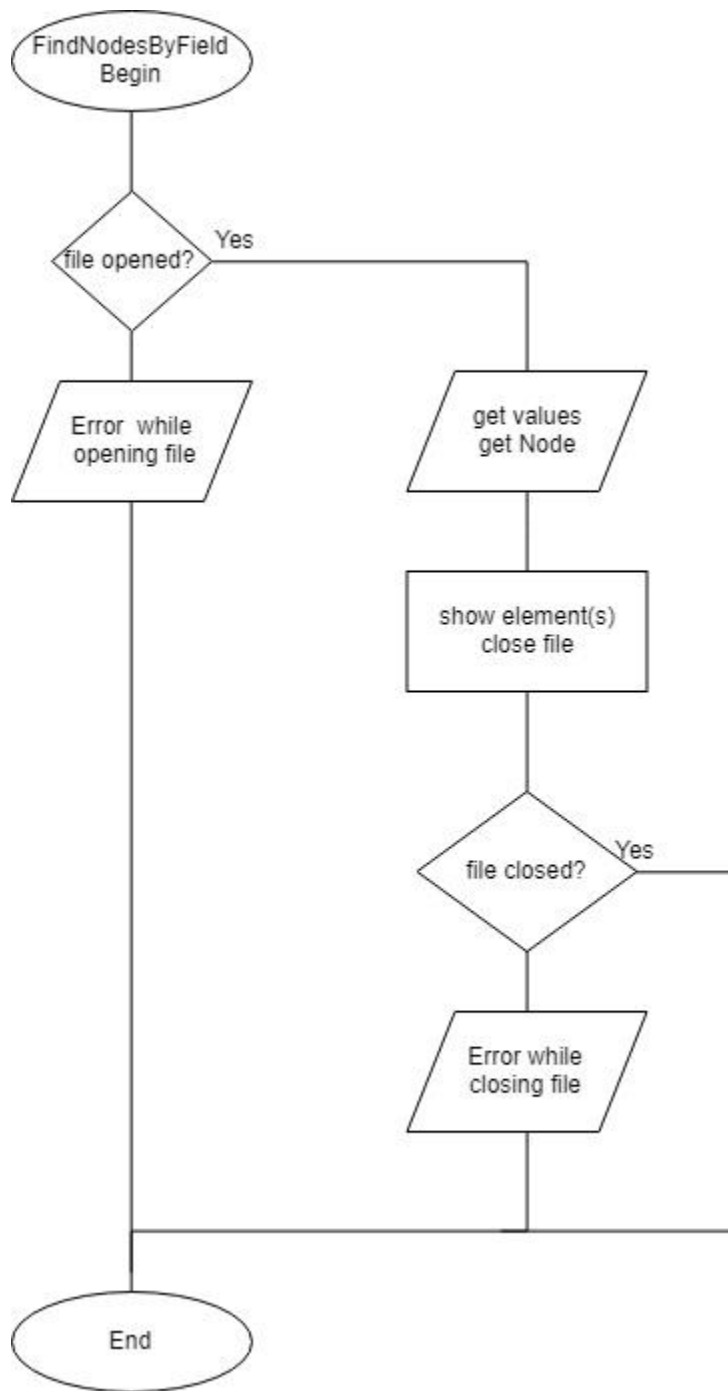 FindNodesByField
Begin
file opened?
Yes
Error while
opening file
get values
get Node
show element(s)
close file
file closed?
Yes
Error while
closing file
End